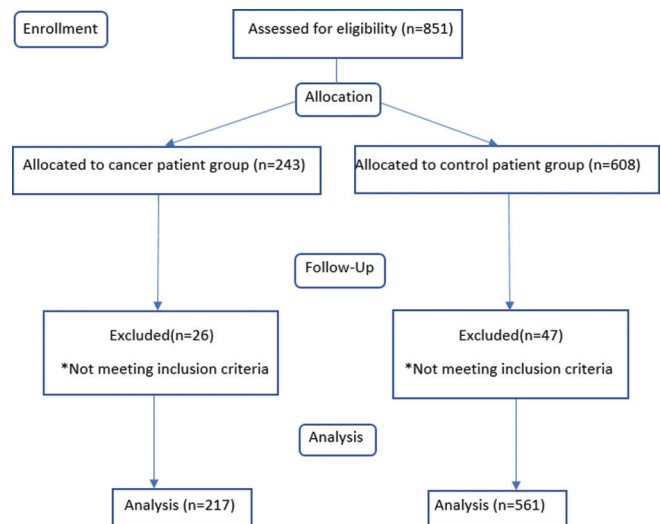 Enrollment
Assessed for eligibility (n=851)
Allocation
Allocated to cancer patient group (n=243)
Allocated to control patient group (n=608)
Follow-Up
Excluded(n=26)
*Not meeting inclusion criteria
Excluded(n=47)
*Not meeting inclusion criteria
Analysis
Analysis (n=217)
Analysis (n=561)